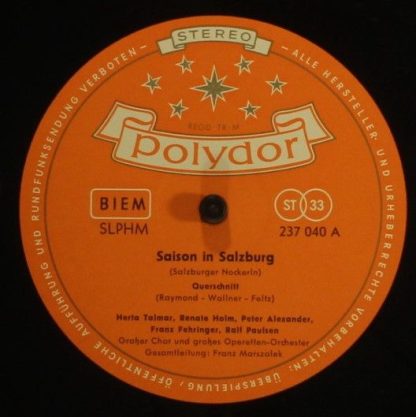 STEREO
REGD·TR·M
Polydor
BIEM
SLPHM
ST 33
237 040 A
Saison in Salzburg
(Salzburger Nockerln)
Querschnitt
(Raymond - Wallner - Feltz)
Herta Talmar, Renate Holm, Peter Alexander,
Franz Fehringer, Ralf Paulsen
Großer Chor und großes Operetten-Orchester
Gesamtleitung: Franz Marszalek
— ALLE HERSTELLER- UND URHEBERRECHTE VORBEHALTEN: ÜBERSPIELUNG, ÖFFENTLICHE AUFFÜHRUNG UND RUNDFUNKSENDUNG VERBOTEN —